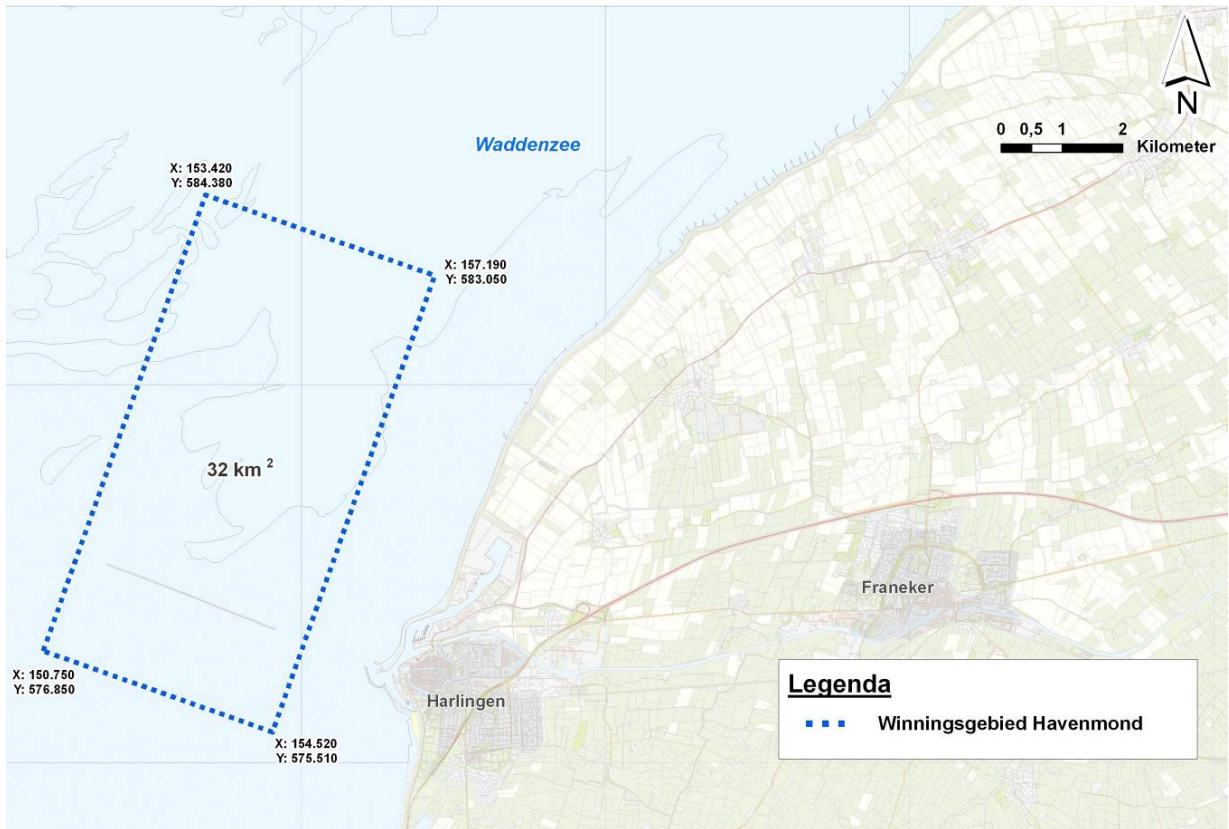 N
0 0,5 1 2
Kilometer
Waddenzee
X: 153.420
Y: 584.380
X: 157.190
Y: 583.050
32 km 2
Franeker
X: 150.750
Y: 576.850
Harlingen
X: 154.520
Y: 575.510
Legenda
Winningsgebied Havenmond